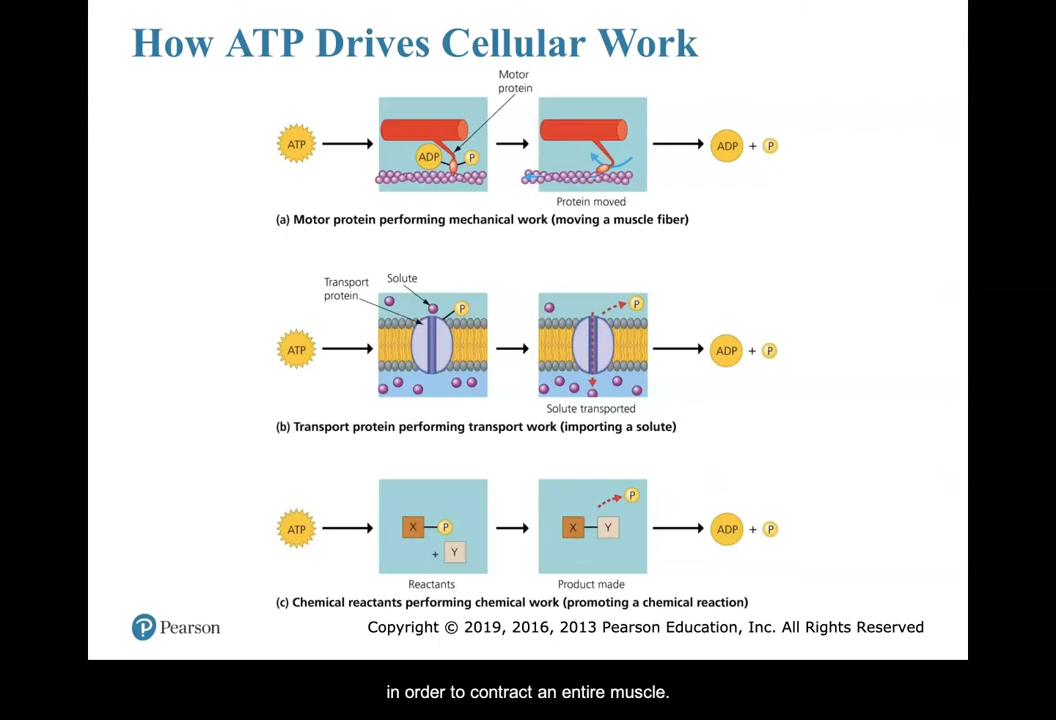 How ATP Drives Cellular Work
Motor
protein
ATP
ADP
P
ADP + P
Protein moved
(a) Motor protein performing mechanical work (moving a muscle fiber)
Transport
protein
Solute
P
P
ATP
ADP + P
Solute transported
(b) Transport protein performing transport work (importing a solute)
P
ATP
X P
X Y
ADP + P
+ Y
Reactants
Product made
(c) Chemical reactants performing chemical work (promoting a chemical reaction)
P Pearson
Copyright © 2019, 2016, 2013 Pearson Education, Inc. All Rights Reserved
in order to contract an entire muscle.